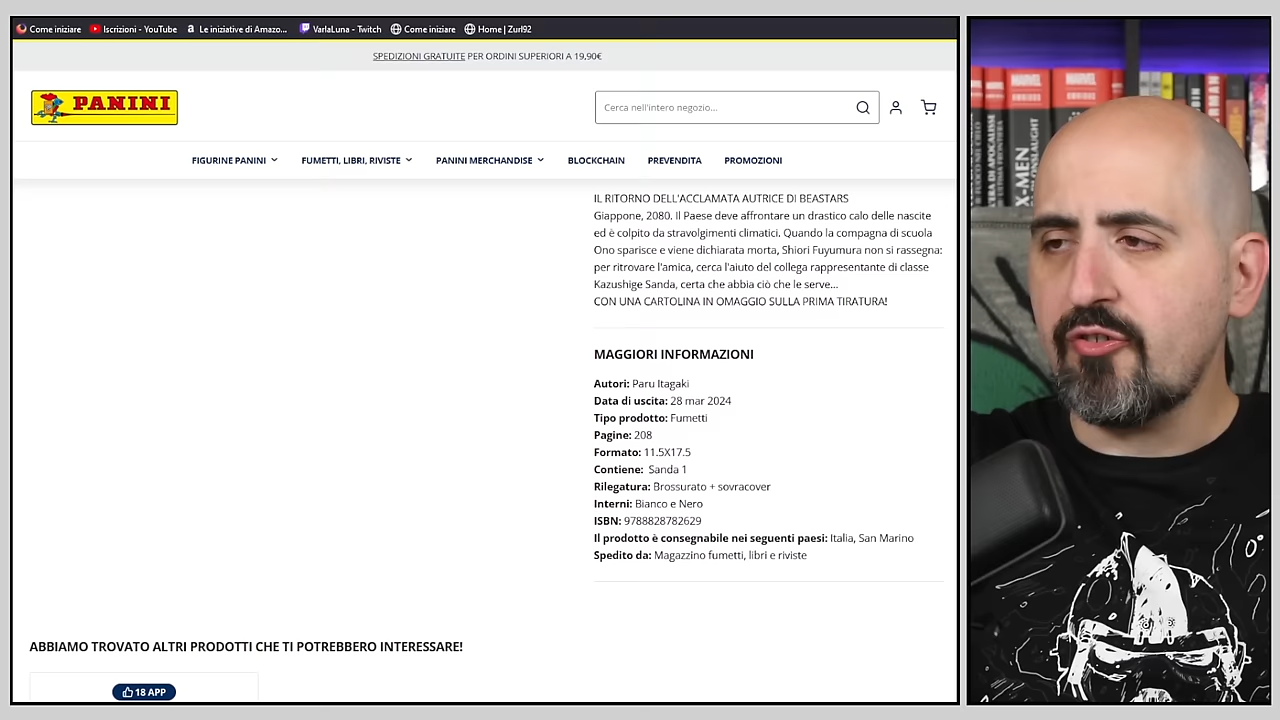 Come iniziare
Iscrizioni - YouTube
Le iniziative di Amazo...
VarlaLuna - Twitch
Come iniziare
Home | Zurl92
SPEDIZIONI GRATUITE PER ORDINI SUPERIORI A 19,90€
PANINI
Cerca nell'intero negozio...
FIGURINE PANINI
FUMETTI, LIBRI, RIVISTE
PANINI MERCHANDISE
BLOCKCHAIN
PREVENDITA
PROMOZIONI
IL RITORNO DELL'ACCLAMATA AUTRICE DI BEASTARS
Giappone, 2080. Il Paese deve affrontare un drastico calo delle nascite
ed è colpito da stravolgimenti climatici. Quando la compagna di scuola
Ono sparisce e viene dichiarata morta, Shiori Fuyumura non si rassegna:
per ritrovare l'amica, cerca l'aiuto del collega rappresentante di classe
Kazushige Sanda, certa che abbia ciò che le serve...
CON UNA CARTOLINA IN OMAGGIO SULLA PRIMA TIRATURA!
MAGGIORI INFORMAZIONI
Autori: Paru Itagaki
Data di uscita: 28 mar 2024
Tipo prodotto: Fumetti
Pagine: 208
Formato: 11.5X17.5
Contiene: Sanda 1
Rilegatura: Brossurato + sovracover
Interni: Bianco e Nero
ISBN: 9788828782629
Il prodotto è consegnabile nei seguenti paesi: Italia, San Marino
Spedito da: Magazzino fumetti, libri e riviste
ABBIAMO TROVATO ALTRI PRODOTTI CHE TI POTREBBERO INTERESSARE!
18 APP
MARVEL
MARVEL
X-MEN